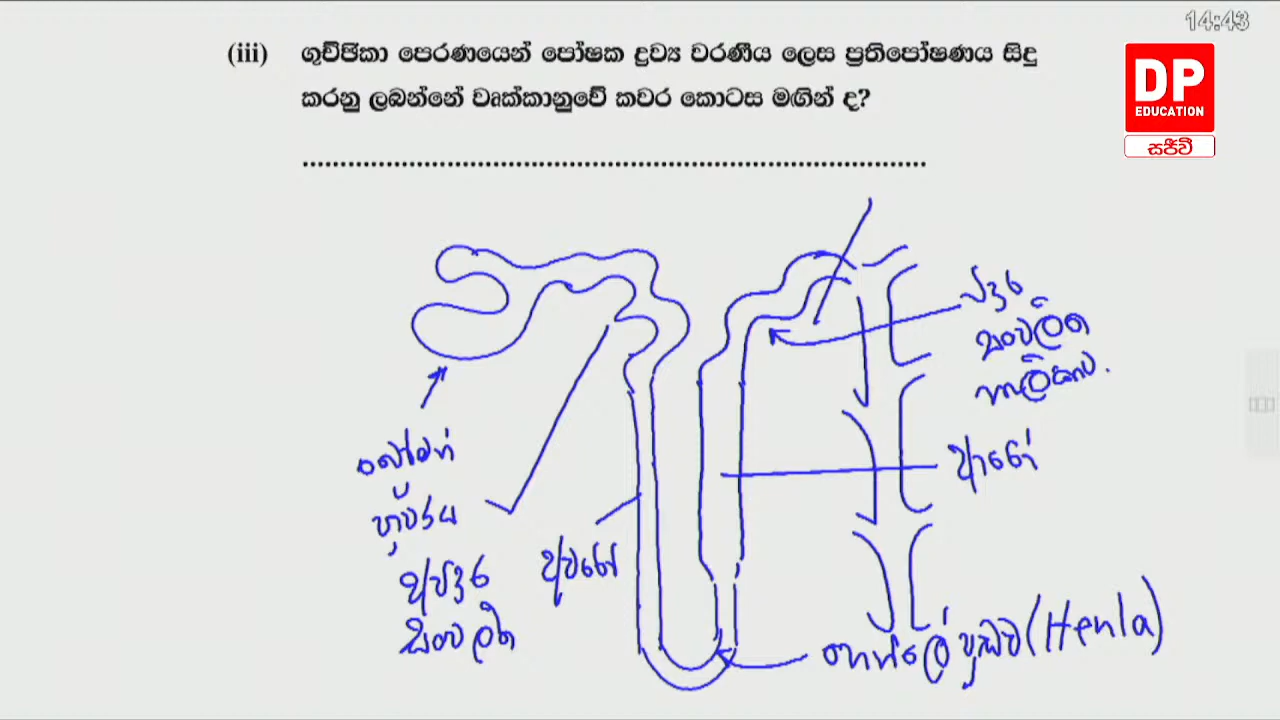 14:43
(iii) ගුච්ඡිකා පෙරණයෙන් පෝෂක ද්‍රව්‍ය වරණීය ලෙස ප්‍රතිපෝෂණය සිදු
කරනු ලබන්නේ වෘක්කානුවේ කවර කොටස මඟින් ද?
DP
EDUCATION
සජීවී
විදුර
සංවලිත
නාලිකාව.
ආරෝ
බෝමන්
ප්‍රාවරය
අවිදුර
සංවලිත
අවරෝ
හෙන්ලේ පුඩුව (Henla)